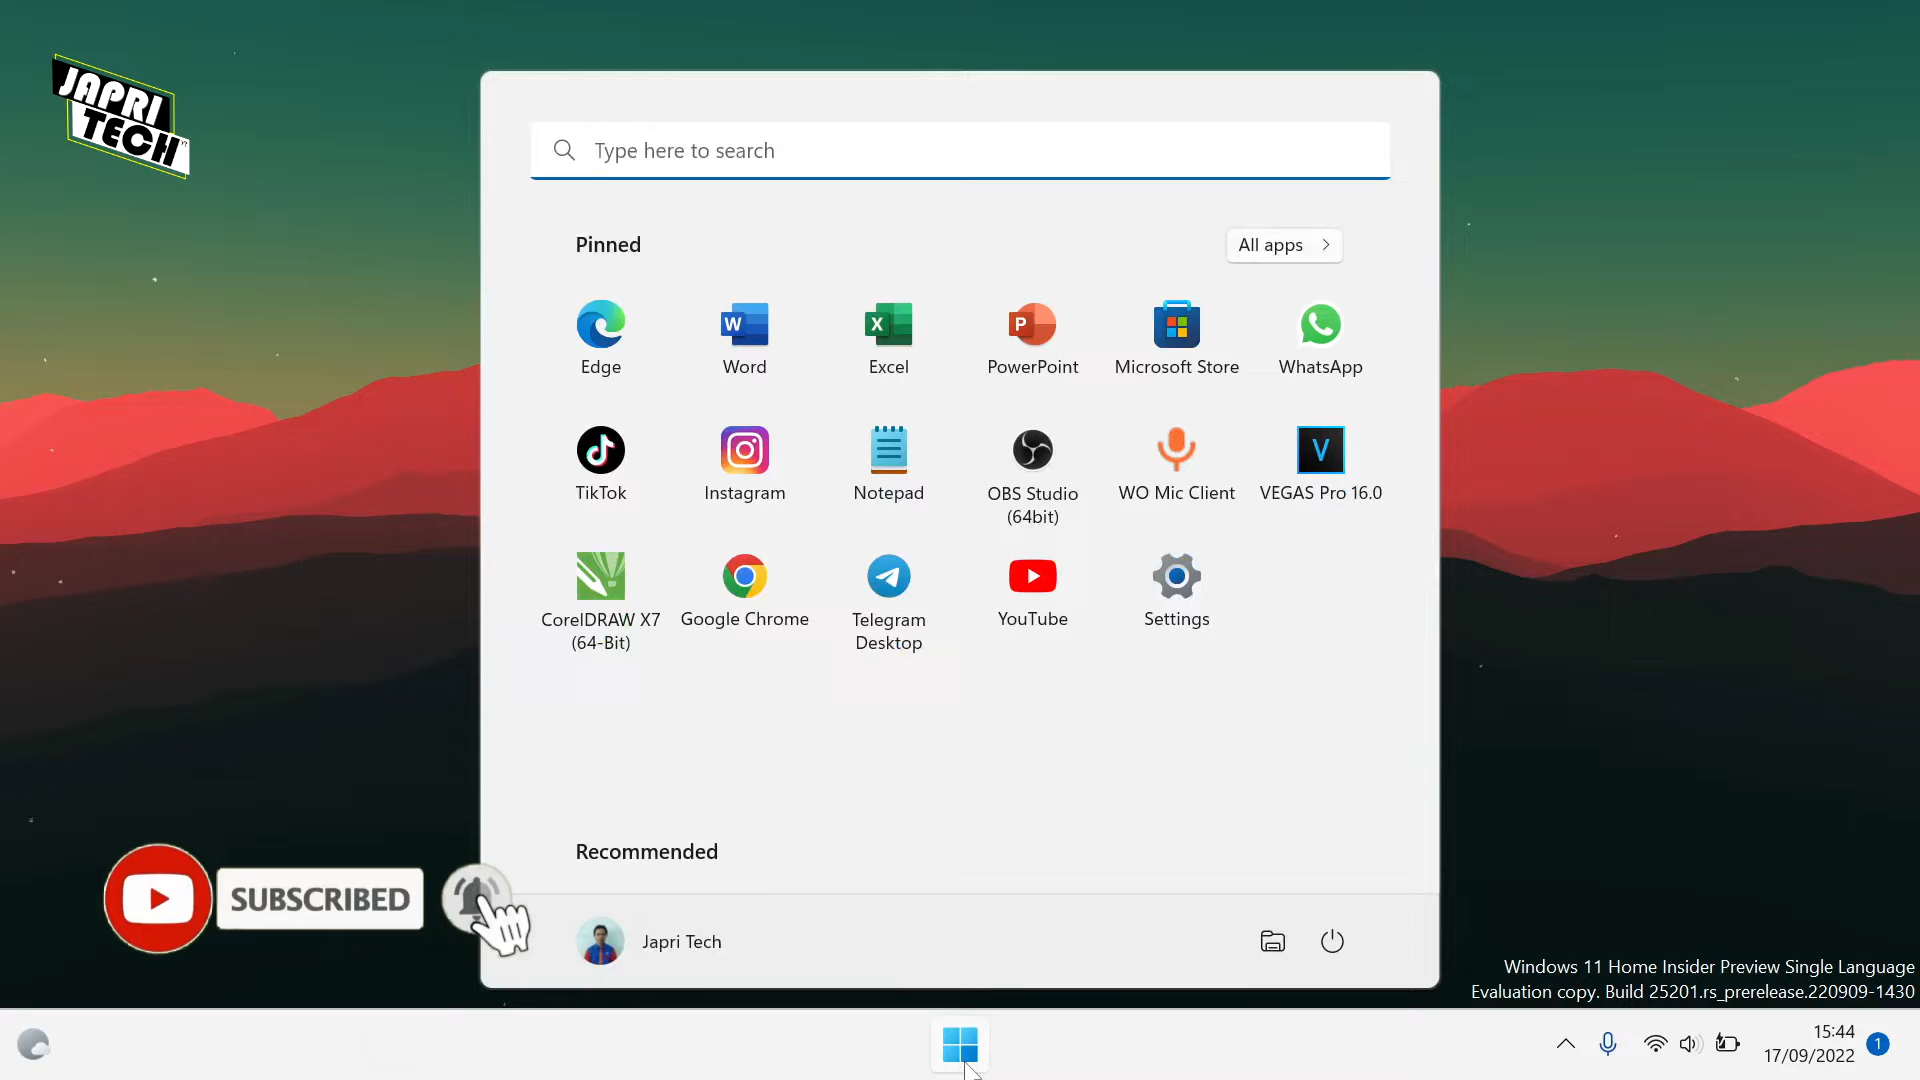 JAPRI
TECH
Type here to search
Pinned
All apps
Edge
Word
Excel
PowerPoint
Microsoft Store
WhatsApp
TikTok
Instagram
Notepad
OBS Studio
(64bit)
WO Mic Client
VEGAS Pro 16.0
CorelDRAW X7
(64-Bit)
Google Chrome
Telegram
Desktop
YouTube
Settings
Recommended
SUBSCRIBED
Japri Tech
Windows 11 Home Insider Preview Single Language
Evaluation copy. Build 25201.rs_prerelease.220909-1430
15:44
17/09/2022
1